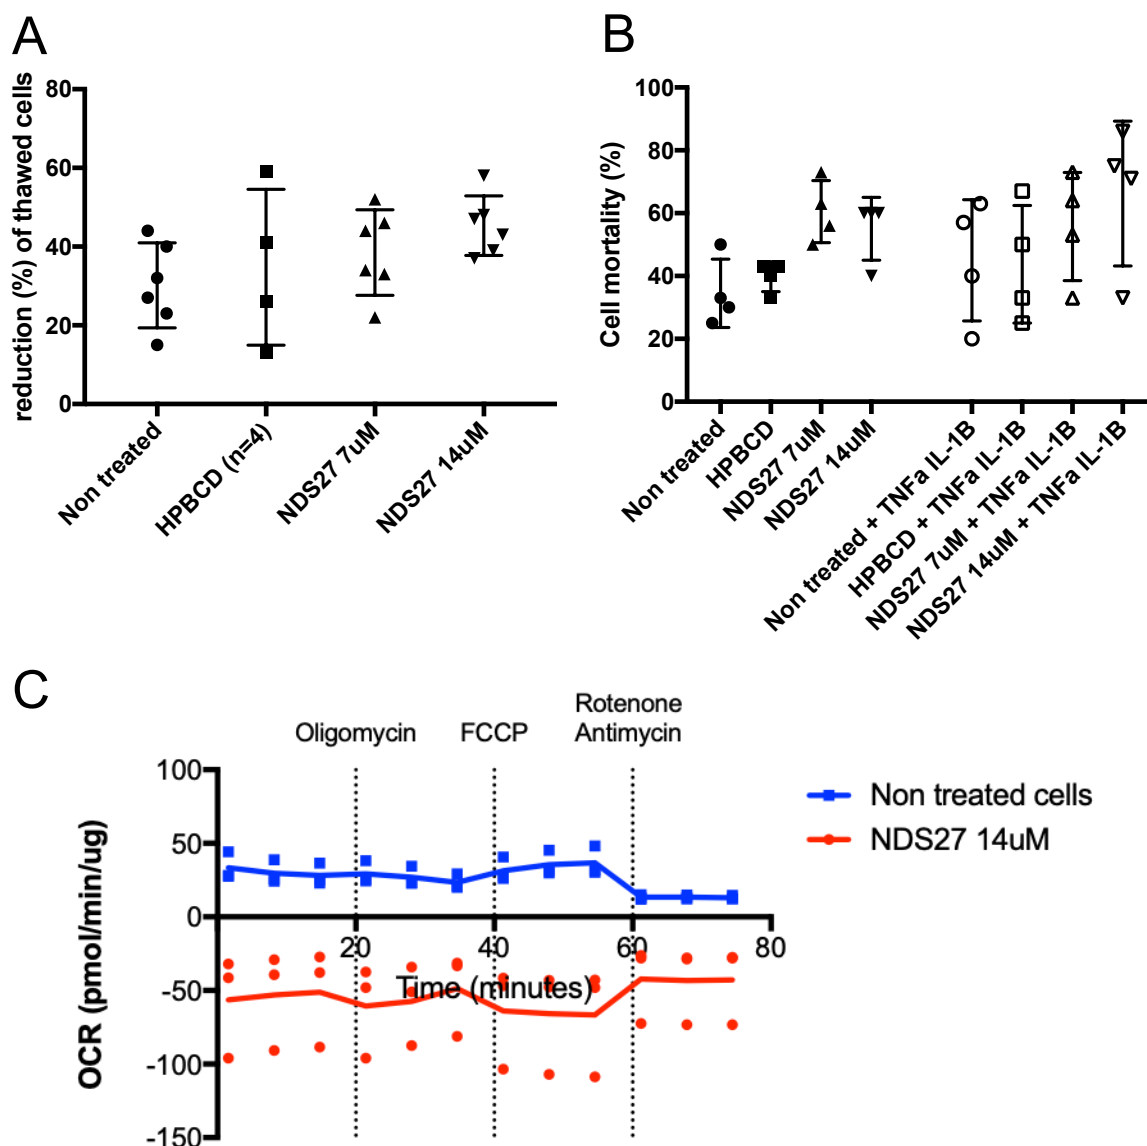 A
reduction (%) of thawed cells
80
60
40
20
0
Non treated
HPBCD (n=4)
NDS27 7uM
NDS27 14uM
B
Cell mortality (%)
100
80
60
40
20
0
Non treated
HPBCD
NDS27 7uM
NDS27 14uM
Non treated + TNFa IL-1B
HPBCD + TNFa IL-1B
NDS27 7uM + TNFa IL-1B
NDS27 14uM + TNFa IL-1B
C
Oligomycin
FCCP
Rotenone
Antimycin
OCR (pmol/min/ug)
100
50
0
-50
-100
-150
20
40
60
80
Time (minutes)
Non treated cells
NDS27 14uM